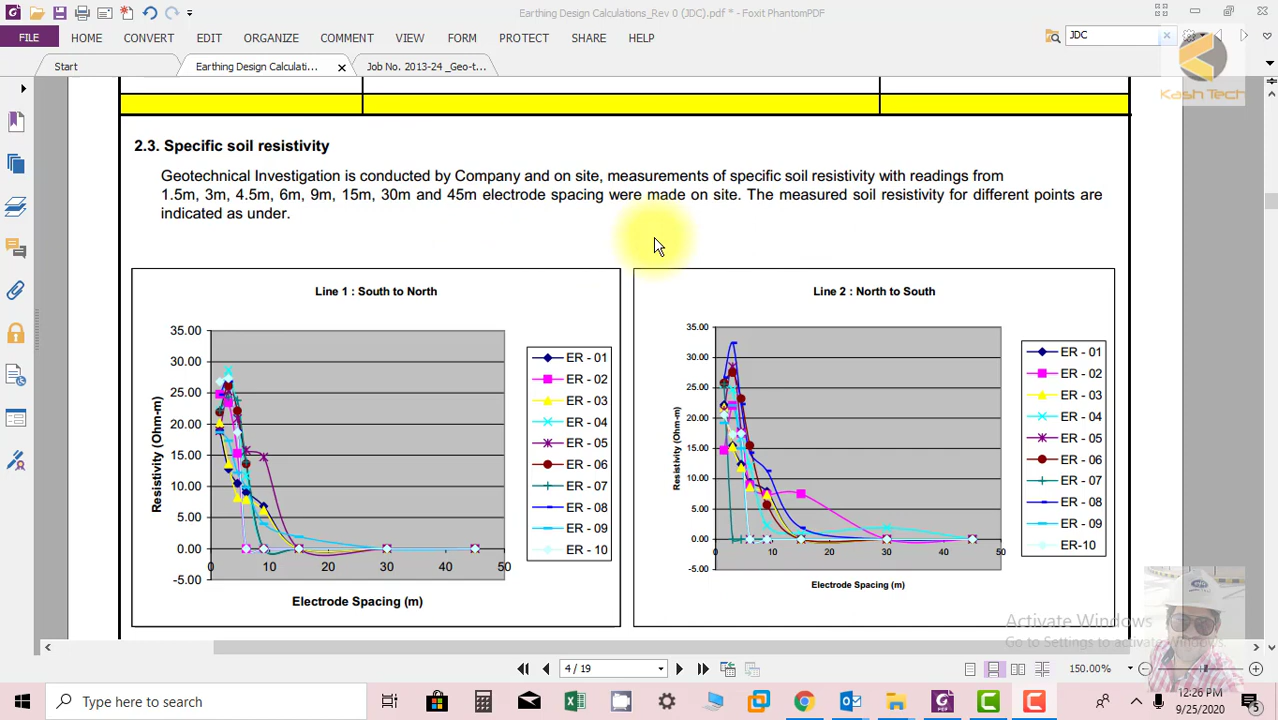 Earthing Design Calculations_Rev 0 (JDC).pdf * - Foxit PhantomPDF
FILE HOME CONVERT EDIT ORGANIZE COMMENT VIEW FORM PROTECT SHARE HELP
JDC
Kash Tech
Start
Earthing Design Calculati...
Job No. 2013-24 _Geo-t...
2.3. Specific soil resistivity
Geotechnical Investigation is conducted by Company and on site, measurements of specific soil resistivity with readings from
1.5m, 3m, 4.5m, 6m, 9m, 15m, 30m and 45m electrode spacing were made on site. The measured soil resistivity for different points are
indicated as under.
Line 1 : South to North
35.00
30.00
25.00
20.00
15.00
10.00
5.00
0.00
-5.00
0 10 20 30 40 50
Resistivity (Ohm-m)
Electrode Spacing (m)
ER - 01
ER - 02
ER - 03
ER - 04
ER - 05
ER - 06
ER - 07
ER - 08
ER - 09
ER - 10
Line 2 : North to South
35.00
30.00
25.00
20.00
15.00
10.00
5.00
0.00
-5.00
0 10 20 30 40 50
Resistivity (Ohm-m)
Electrode Spacing (m)
ER - 01
ER - 02
ER - 03
ER - 04
ER - 05
ER - 06
ER - 07
ER - 08
ER - 09
ER-10
Activate Windows
Go to Settings to activate Windows.
4 / 19
150.00%
Type here to search
12:26 PM
9/25/2020
5